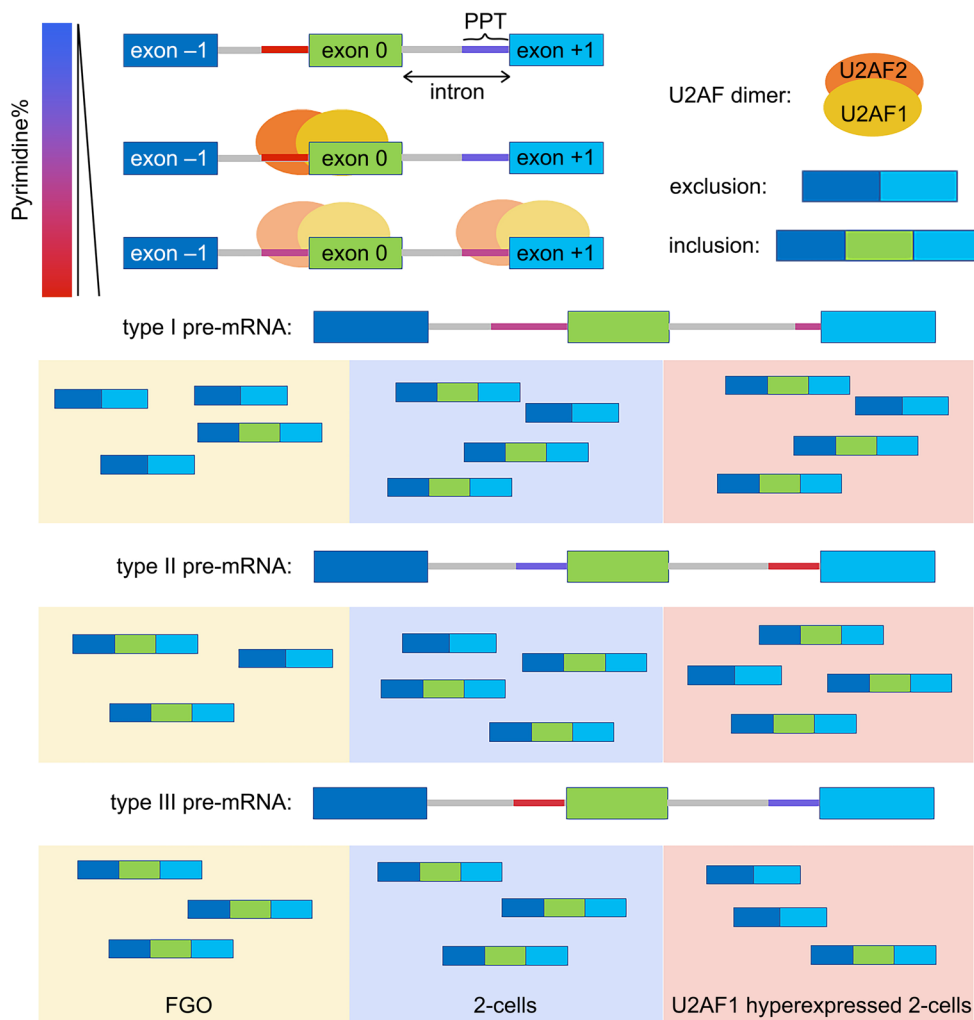 Pyrimidine%
PPT
exon –1
exon 0
exon +1
intron
exon –1
exon 0
exon +1
exon –1
exon 0
exon +1
U2AF dimer:
U2AF2
U2AF1
exclusion:
inclusion:
type I pre-mRNA:
type II pre-mRNA:
type III pre-mRNA:
FGO
2-cells
U2AF1 hyperexpressed 2-cells